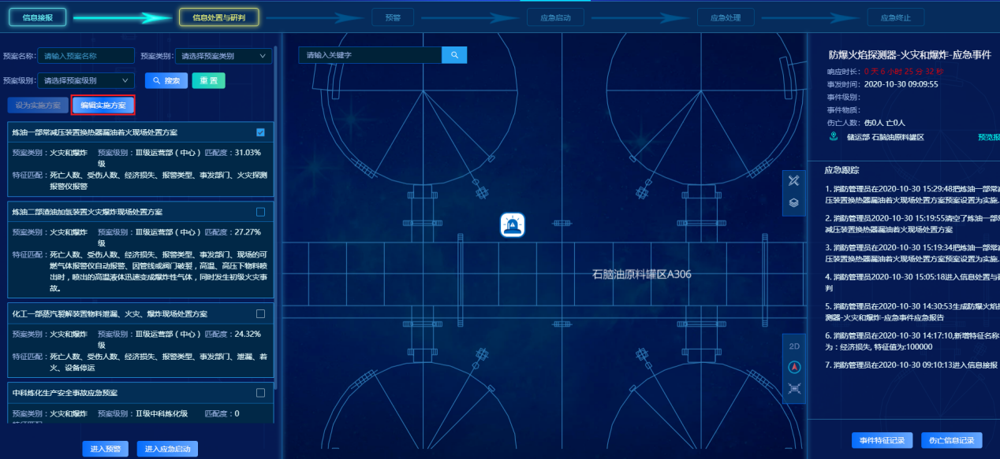 信息接报
信息处置与研判
预警
应急启动
应急处理
应急终止
预案名称: 请输入预案名称 预案类别: 请选择预案类别
预案级别: 请选择预案级别 搜索 重置
设为实施方案 编辑实施方案
炼油一部常减压装置换热器漏油着火现场处置方案
预案类别：火灾和爆炸 预案级别：Ⅲ级运营部（中心）级 匹配度：31.03%
特征匹配：死亡人数、受伤人数、经济损失、报警类型、事发部门、火灾探测
报警仪报警
炼油二部渣油加氢装置火灾爆炸现场处置方案
预案类别：火灾和爆炸 预案级别：Ⅲ级运营部（中心）级 匹配度：27.27%
特征匹配：死亡人数、受伤人数、经济损失、报警类型、事发部门、现场的可
燃气体报警仪自动报警、因管线或阀门破裂，高温、高压下物料喷
出时，喷出的高温液体迅速变成爆炸性气体，同时发生初级火灾事
故。
化工一部蒸汽裂解装置物料泄漏、火灾、爆炸现场处置方案
预案类别：火灾和爆炸 预案级别：Ⅲ级运营部（中心）级 匹配度：24.32%
特征匹配：死亡人数、受伤人数、经济损失、报警类型、事发部门、泄漏、着
火、设备停运
中科炼化生产安全事故应急预案
预案类别：火灾和爆炸 预案级别：Ⅱ级中科炼化级 匹配度：0
进入预警 进入应急启动
请输入关键字
石脑油原料罐区A306
2D
防爆火焰探测器-火灾和爆炸-应急事件
响应时长: 0 天 6 小时 25 分 32 秒
事发时间: 2020-10-30 09:09:55
事件级别:
事件物质:
伤亡人数: 伤0人 亡0人
储运部 石脑油原料罐区 预览报
应急跟踪
1. 消防管理员在2020-10-30 15:29:48把炼油一部常减
压装置换热器漏油着火现场处置方案预案设置为实施.
2. 消防管理员在2020-10-30 15:19:55清空了炼油一部常
减压装置换热器漏油着火现场处置方案
3. 消防管理员在2020-10-30 15:19:34把炼油一部常减
压装置换热器漏油着火现场处置方案预案设置为实施.
4. 消防管理员2020-10-30 15:05:18进入信息处置与研
判
5. 消防管理员在2020-10-30 14:30:53生成防爆火焰探
测器-火灾和爆炸-应急事件应急报告
6. 消防管理员在2020-10-30 14:17:10,新增特征名称
为：经济损失, 特征值为:100000
7. 消防管理员在2020-10-30 09:10:13进入信息接报
事件特征记录 伤亡信息记录